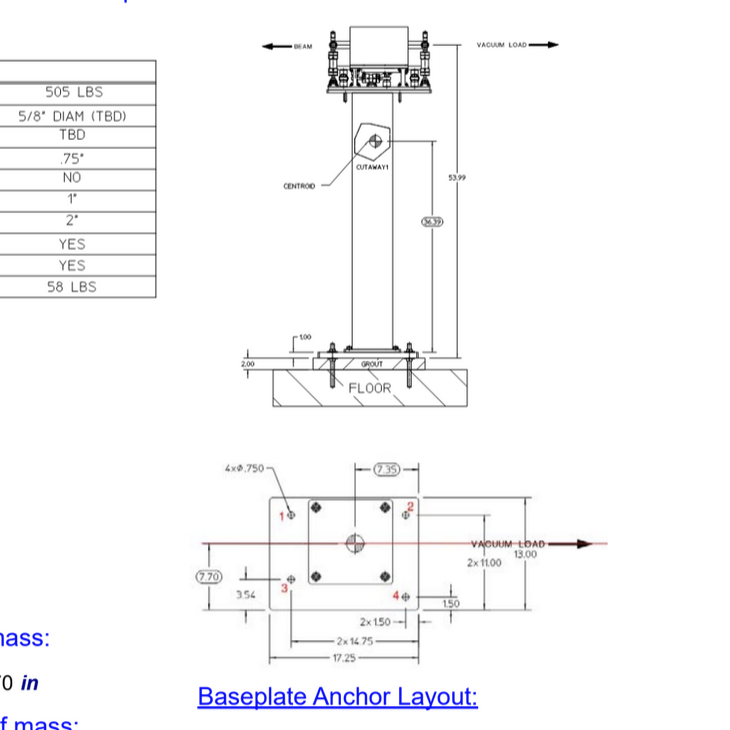 BEAM
VACUUM LOAD
505 LBS
5/8" DIAM (TBD)
TBD
.75"
NO
1"
2"
YES
YES
58 LBS
CUTAWAY1
CENTROID
53.99
36.39
1.00
2.00
GROUT
FLOOR
4xØ.750
7.35
1
2
VACUUM LOAD
13.00
2x11.00
7.70
3.54
3
4
1.50
2x1.50
2x14.75
17.25
mass:
0 in
Baseplate Anchor Layout:
f mass: